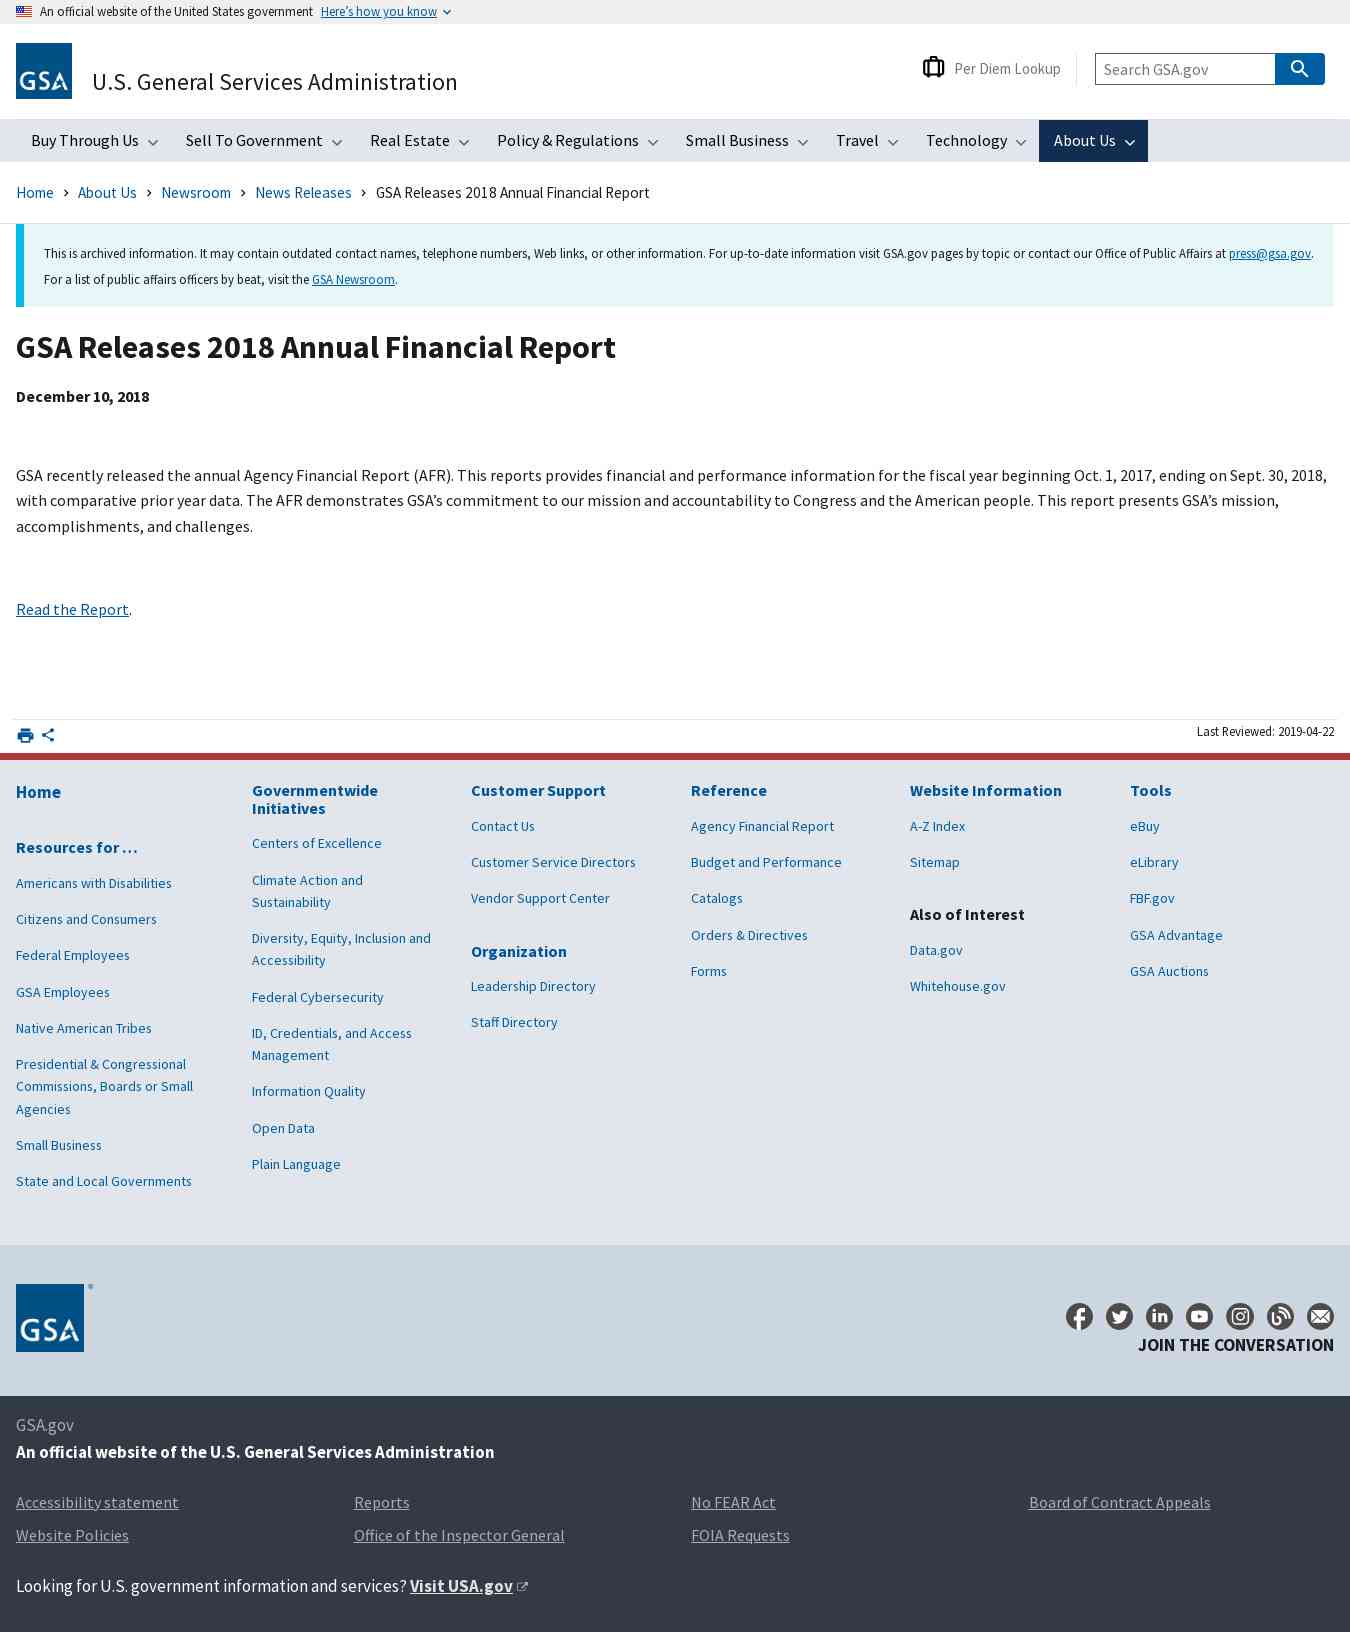 An official website of the United States government Here's how you know
GSA
U.S. General Services Administration
Per Diem Lookup
Search GSA.gov
Buy Through Us Sell To Government Real Estate Policy & Regulations Small Business Travel Technology About Us
Home About Us Newsroom News Releases GSA Releases 2018 Annual Financial Report
This is archived information. It may contain outdated contact names, telephone numbers, Web links, or other information. For up-to-date information visit GSA.gov pages by topic or contact our Office of Public Affairs at press@gsa.gov.
For a list of public affairs officers by beat, visit the GSA Newsroom.
GSA Releases 2018 Annual Financial Report
December 10, 2018
GSA recently released the annual Agency Financial Report (AFR). This reports provides financial and performance information for the fiscal year beginning Oct. 1, 2017, ending on Sept. 30, 2018,
with comparative prior year data. The AFR demonstrates GSA's commitment to our mission and accountability to Congress and the American people. This report presents GSA's mission,
accomplishments, and challenges.
Read the Report.
Last Reviewed: 2019-04-22
Home
Resources for …
Americans with Disabilities
Citizens and Consumers
Federal Employees
GSA Employees
Native American Tribes
Presidential & Congressional
Commissions, Boards or Small
Agencies
Small Business
State and Local Governments
Governmentwide
Initiatives
Centers of Excellence
Climate Action and
Sustainability
Diversity, Equity, Inclusion and
Accessibility
Federal Cybersecurity
ID, Credentials, and Access
Management
Information Quality
Open Data
Plain Language
Customer Support
Contact Us
Customer Service Directors
Vendor Support Center
Organization
Leadership Directory
Staff Directory
Reference
Agency Financial Report
Budget and Performance
Catalogs
Orders & Directives
Forms
Website Information
A-Z Index
Sitemap
Also of Interest
Data.gov
Whitehouse.gov
Tools
eBuy
eLibrary
FBF.gov
GSA Advantage
GSA Auctions
GSA®
JOIN THE CONVERSATION
GSA.gov
An official website of the U.S. General Services Administration
Accessibility statement Reports No FEAR Act Board of Contract Appeals
Website Policies Office of the Inspector General FOIA Requests
Looking for U.S. government information and services? Visit USA.gov